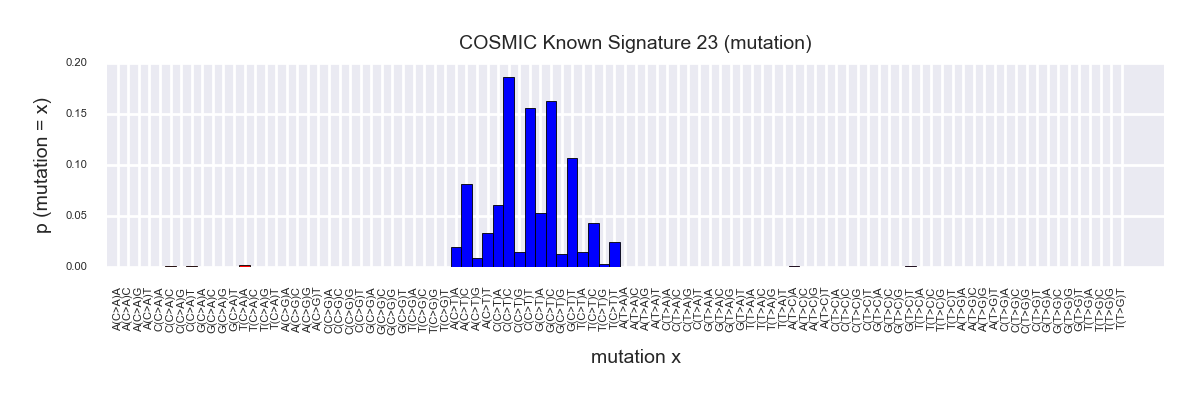 COSMIC Known Signature 23 (mutation)
p (mutation = x)
0.20
0.15
0.10
0.05
0.00
A(C>A)A
A(C>A)C
A(C>A)G
A(C>A)T
C(C>A)A
C(C>A)C
C(C>A)G
C(C>A)T
G(C>A)A
G(C>A)C
G(C>A)G
G(C>A)T
T(C>A)A
T(C>A)C
T(C>A)G
T(C>A)T
A(C>G)A
A(C>G)C
A(C>G)G
A(C>G)T
C(C>G)A
C(C>G)C
C(C>G)G
C(C>G)T
G(C>G)A
G(C>G)C
G(C>G)G
G(C>G)T
T(C>G)A
T(C>G)C
T(C>G)G
T(C>G)T
A(C>T)A
A(C>T)C
A(C>T)G
A(C>T)T
C(C>T)A
C(C>T)C
C(C>T)G
C(C>T)T
G(C>T)A
G(C>T)C
G(C>T)G
G(C>T)T
T(C>T)A
T(C>T)C
T(C>T)G
T(C>T)T
A(T>A)A
A(T>A)C
A(T>A)G
A(T>A)T
C(T>A)A
C(T>A)C
C(T>A)G
C(T>A)T
G(T>A)A
G(T>A)C
G(T>A)G
G(T>A)T
T(T>A)A
T(T>A)C
T(T>A)G
T(T>A)T
A(T>C)A
A(T>C)C
A(T>C)G
A(T>C)T
C(T>C)A
C(T>C)C
C(T>C)G
C(T>C)T
G(T>C)A
G(T>C)C
G(T>C)G
G(T>C)T
T(T>C)A
T(T>C)C
T(T>C)G
T(T>C)T
A(T>G)A
A(T>G)C
A(T>G)G
A(T>G)T
C(T>G)A
C(T>G)C
C(T>G)G
C(T>G)T
G(T>G)A
G(T>G)C
G(T>G)G
G(T>G)T
T(T>G)A
T(T>G)C
T(T>G)G
T(T>G)T
mutation x